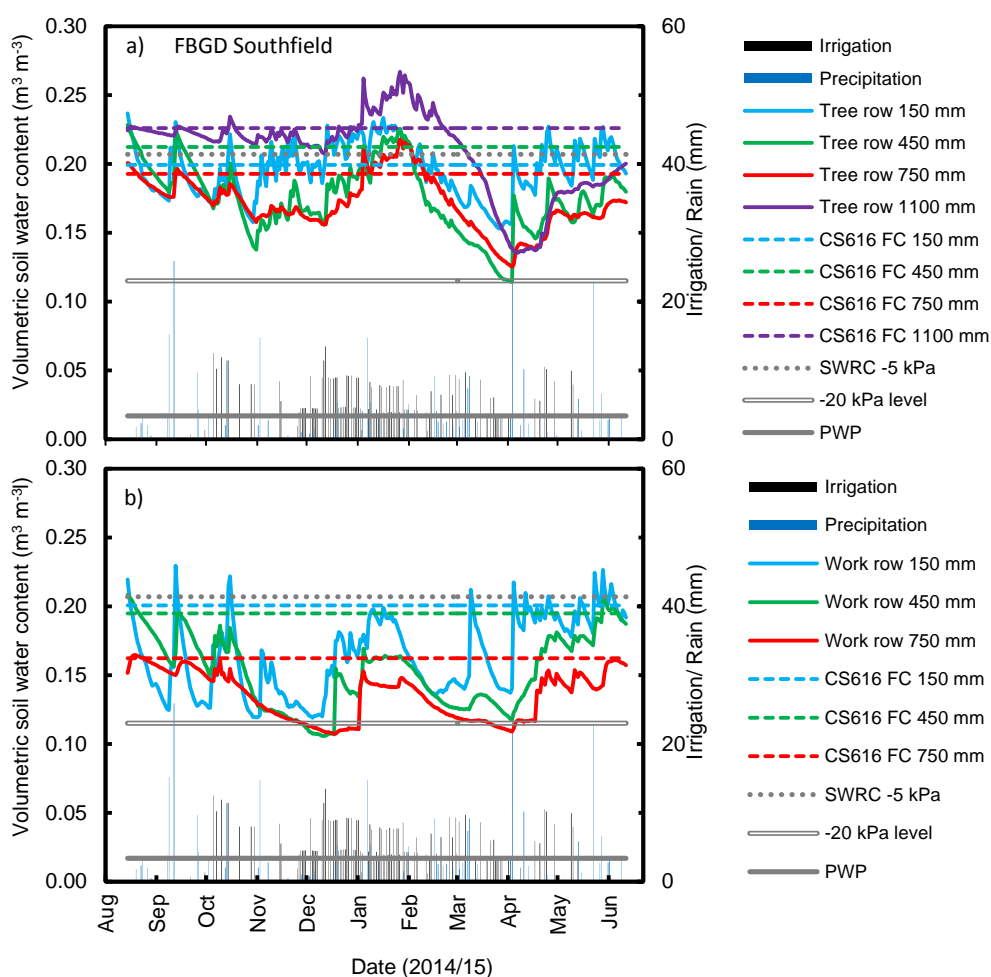 a) FBGD Southfield
Volumetric soil water content (m³ m⁻³)
0.30
0.25
0.20
0.15
0.10
0.05
0.00
60
40
20
0
Irrigation/ Rain (mm)
Irrigation
Precipitation
Tree row 150 mm
Tree row 450 mm
Tree row 750 mm
Tree row 1100 mm
CS616 FC 150 mm
CS616 FC 450 mm
CS616 FC 750 mm
CS616 FC 1100 mm
SWRC -5 kPa
-20 kPa level
PWP
b)
Volumetric soil water content (m³ m⁻³l)
0.30
0.25
0.20
0.15
0.10
0.05
0.00
60
40
20
0
Irrigation/ Rain (mm)
Aug Sep Oct Nov Dec Jan Feb Mar Apr May Jun
Date (2014/15)
Irrigation
Precipitation
Work row 150 mm
Work row 450 mm
Work row 750 mm
CS616 FC 150 mm
CS616 FC 450 mm
CS616 FC 750 mm
SWRC -5 kPa
-20 kPa level
PWP